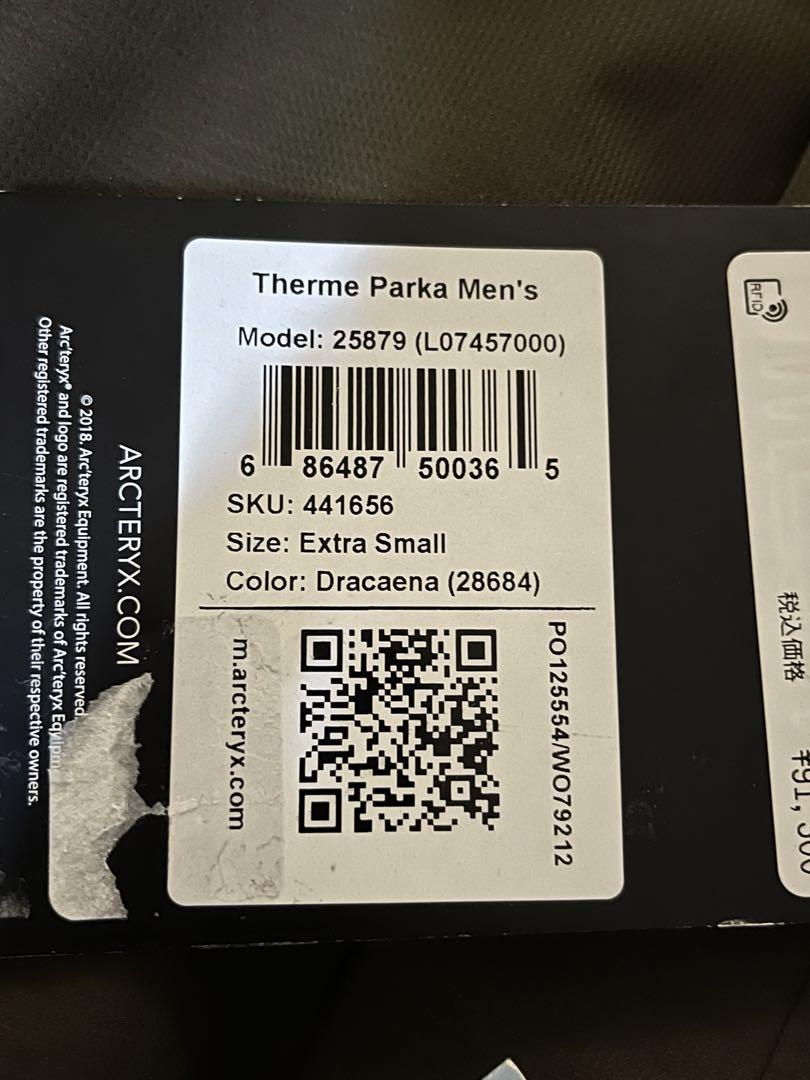 Therme Parka Men's
Model: 25879 (L07457000)
6 86487 50036 5
SKU: 441656
Size: Extra Small
Color: Dracaena (28684)
m.arcteryx.com
PO125554/WO79212
ARCTERYX.COM
© 2018. Arc'teryx Equipment. All rights reserved
Arc'teryx® and logo are registered trademarks of Arc'teryx
Other registered trademarks are the property of their respective owners.
RFID
税込価格